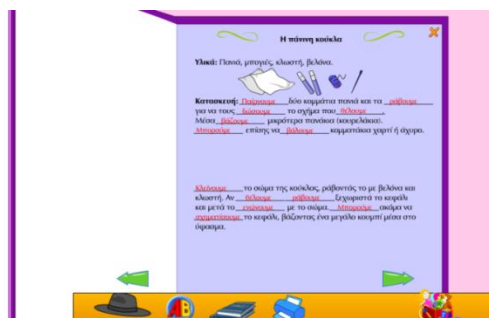 Η πάνινη κούκλα
Υλικά: Πανιά, μπογιές, κλωστή, βελόνα.
Κατασκευή: Παίρνουμε δύο κομμάτια πανιά και τα ράβουμε
για να τους δώσουμε το σχήμα που θέλουμε.
Μέσα βάζουμε μικρότερα πανάκια (κουρελάκια).
Μπορούμε επίσης να βάλουμε κομματάκια χαρτί ή άχυρο.
Κλείνουμε το σώμα της κούκλας, ράβοντάς το με βελόνα και
κλωστή. Αν θέλουμε ράβουμε ξεχωριστά το κεφάλι
και μετά το ενώνουμε με το σώμα. Μπορούμε ακόμα να
σχηματίσουμε το κεφάλι, βάζοντας ένα μεγάλο κουμπί μέσα στο
ύφασμα.